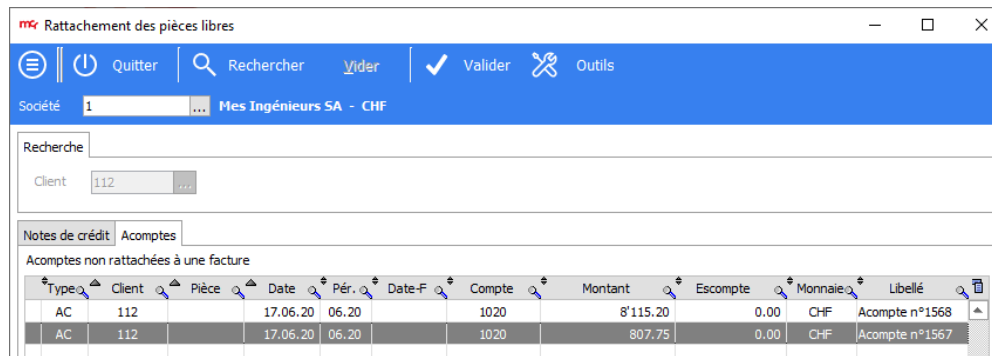 mcr Rattachement des pièces libres
Quitter Rechercher Vider Valider Outils
Société 1 ... Mes Ingénieurs SA - CHF
Recherche
Client 112 ...
Notes de crédit Acomptes
Acomptes non rattachées à une facture
Type Client Pièce Date Pér. Date-F Compte Montant Escompte Monnaie Libellé
AC 112 17.06.20 06.20 1020 8'115.20 0.00 CHF Acompte n°1568
AC 112 17.06.20 06.20 1020 807.75 0.00 CHF Acompte n°1567